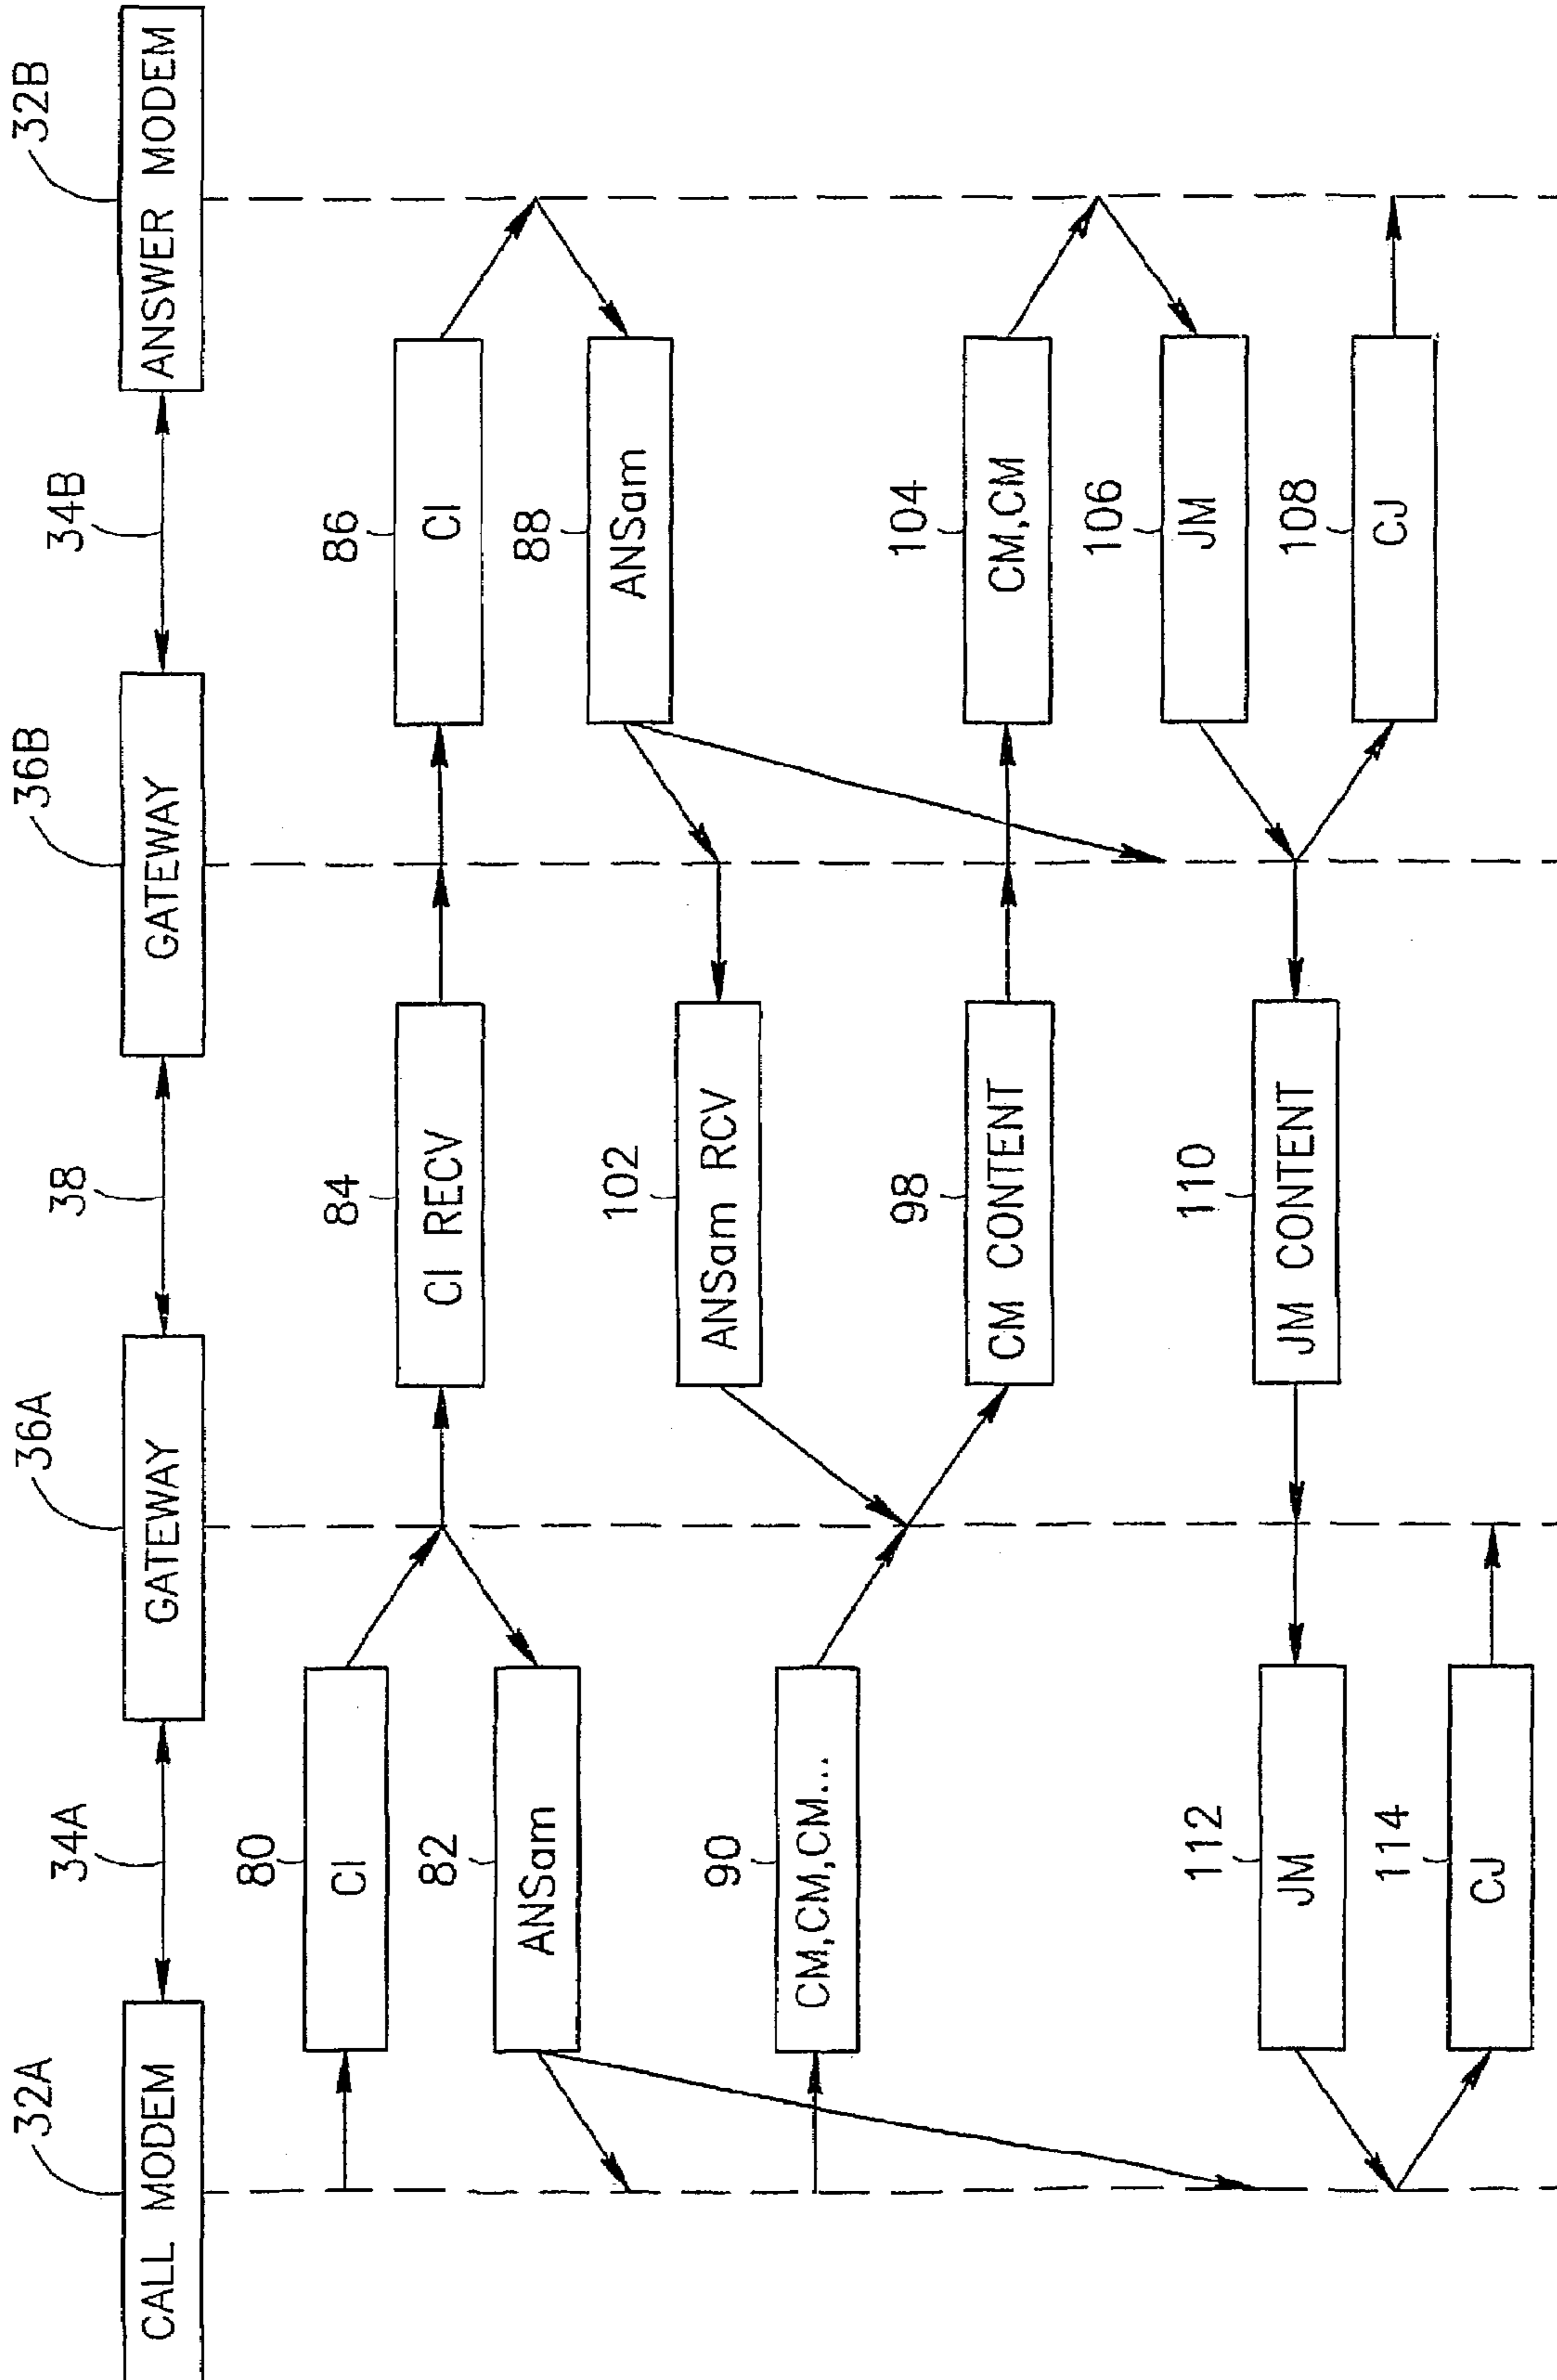 32A
36A
36B
32B
CALL MODEM
34A
GATEWAY
38
GATEWAY
34B
ANSWER MODEM
80
CI
84
CI RECV
86
CI
82
ANSam
88
ANSam
102
ANSam RCV
90
CM,CM,CM...
98
CM CONTENT
104
CM,CM
106
JM
112
JM
110
JM CONTENT
108
CJ
114
CJ